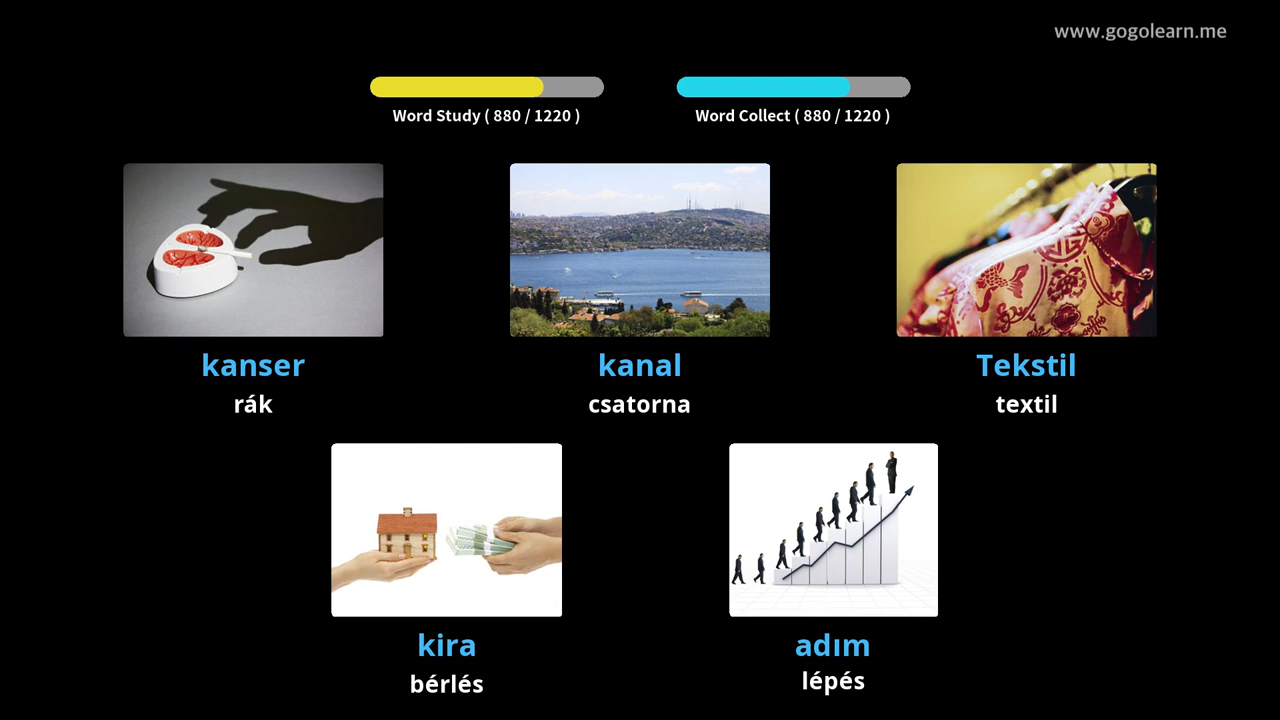 www.gogolearn.me
Word Study ( 880 / 1220 )
Word Collect ( 880 / 1220 )
kanser
rák
kanal
csatorna
Tekstil
textil
kira
bérlés
adım
lépés